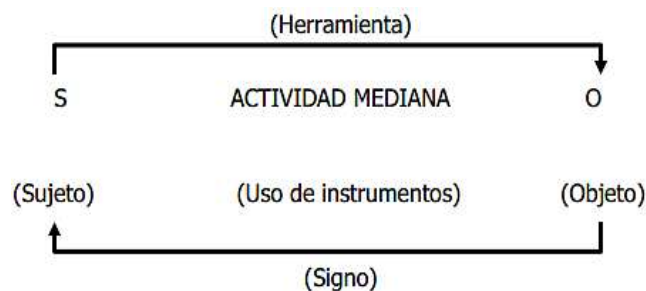 (Herramienta)
S ACTIVIDAD MEDIANA O
(Sujeto) (Uso de instrumentos) (Objeto)
(Signo)